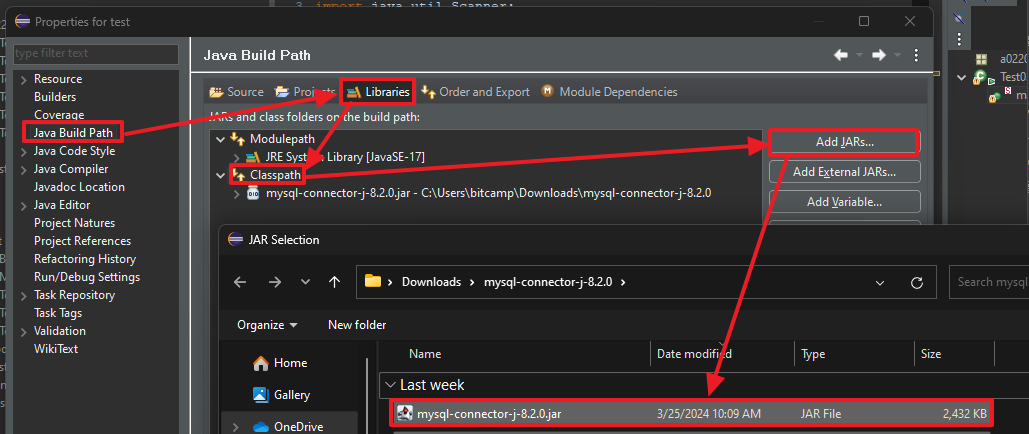 3 import java.util.Scanner;
Properties for test
type filter text
Resource
Builders
Coverage
Java Build Path
Java Code Style
Java Compiler
Javadoc Location
Java Editor
Project Natures
Project References
Refactoring History
Run/Debug Settings
Task Repository
Task Tags
Validation
WikiText
Java Build Path
Source
Projects
Libraries
Order and Export
Module Dependencies
JARs and class folders on the build path:
Modulepath
JRE System Library [JavaSE-17]
Classpath
mysql-connector-j-8.2.0.jar - C:\Users\bitcamp\Downloads\mysql-connector-j-8.2.0
Add JARs...
Add External JARs...
Add Variable...
a0220
Test0
m
JAR Selection
Downloads > mysql-connector-j-8.2.0 >
Search mysql
Organize
New folder
Home
Gallery
OneDrive
Name Date modified Type Size
Last week
mysql-connector-j-8.2.0.jar 3/25/2024 10:09 AM JAR File 2,432 KB